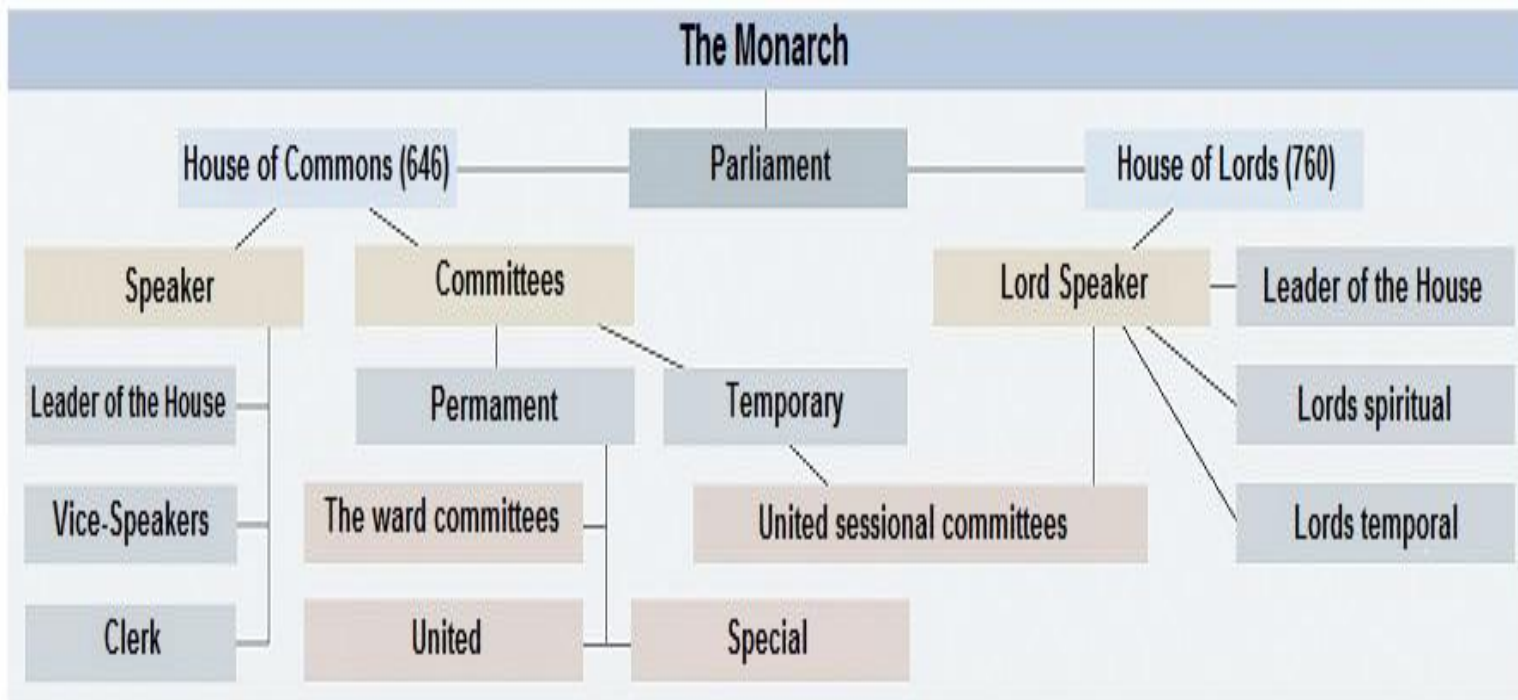 The Monarch
House of Commons (646)
Parliament
House of Lords (760)
Speaker
Committees
Lord Speaker
Leader of the House
Leader of the House
Permament
Temporary
Lords spiritual
Vice-Speakers
The ward committees
United sessional committees
Lords temporal
Clerk
United
Special